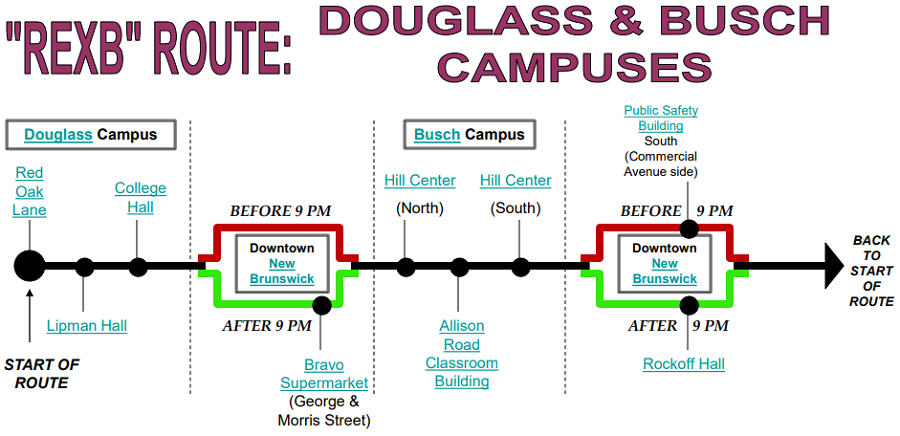 "REXB" ROUTE:
DOUGLASS & BUSCH
CAMPUSES
Douglass Campus
Red
Oak
Lane
College
Hall
Lipman Hall
START OF
ROUTE
BEFORE 9 PM
Downtown
New
Brunswick
AFTER 9 PM
Bravo
Supermarket
(George &
Morris Street)
Busch Campus
Hill Center
(North)
Hill Center
(South)
Allison
Road
Classroom
Building
Public Safety
Building
South
(Commercial
Avenue side)
BEFORE 9 PM
Downtown
New
Brunswick
AFTER 9 PM
Rockoff Hall
BACK
TO
START
OF
ROUTE